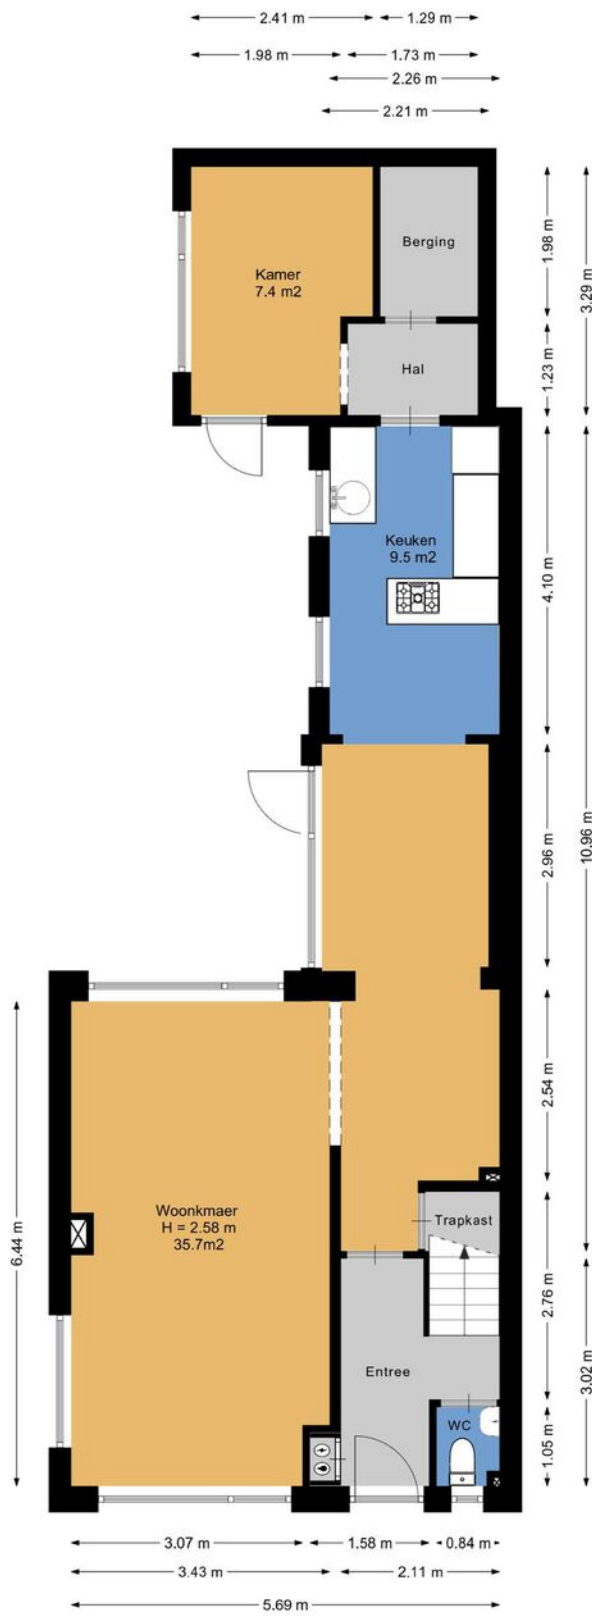 2.41 m
1.29 m
1.98 m
1.73 m
2.26 m
2.21 m
Berging
Kamer
7.4 m2
Hal
1.98 m
3.29 m
1.23 m
Keuken
9.5 m2
4.10 m
2.96 m
10.96 m
2.54 m
Woonkmaer
H = 2.58 m
35.7m2
6.44 m
Trapkast
2.76 m
Entree
3.02 m
WC
1.05 m
3.07 m
1.58 m
0.84 m
3.43 m
2.11 m
5.69 m